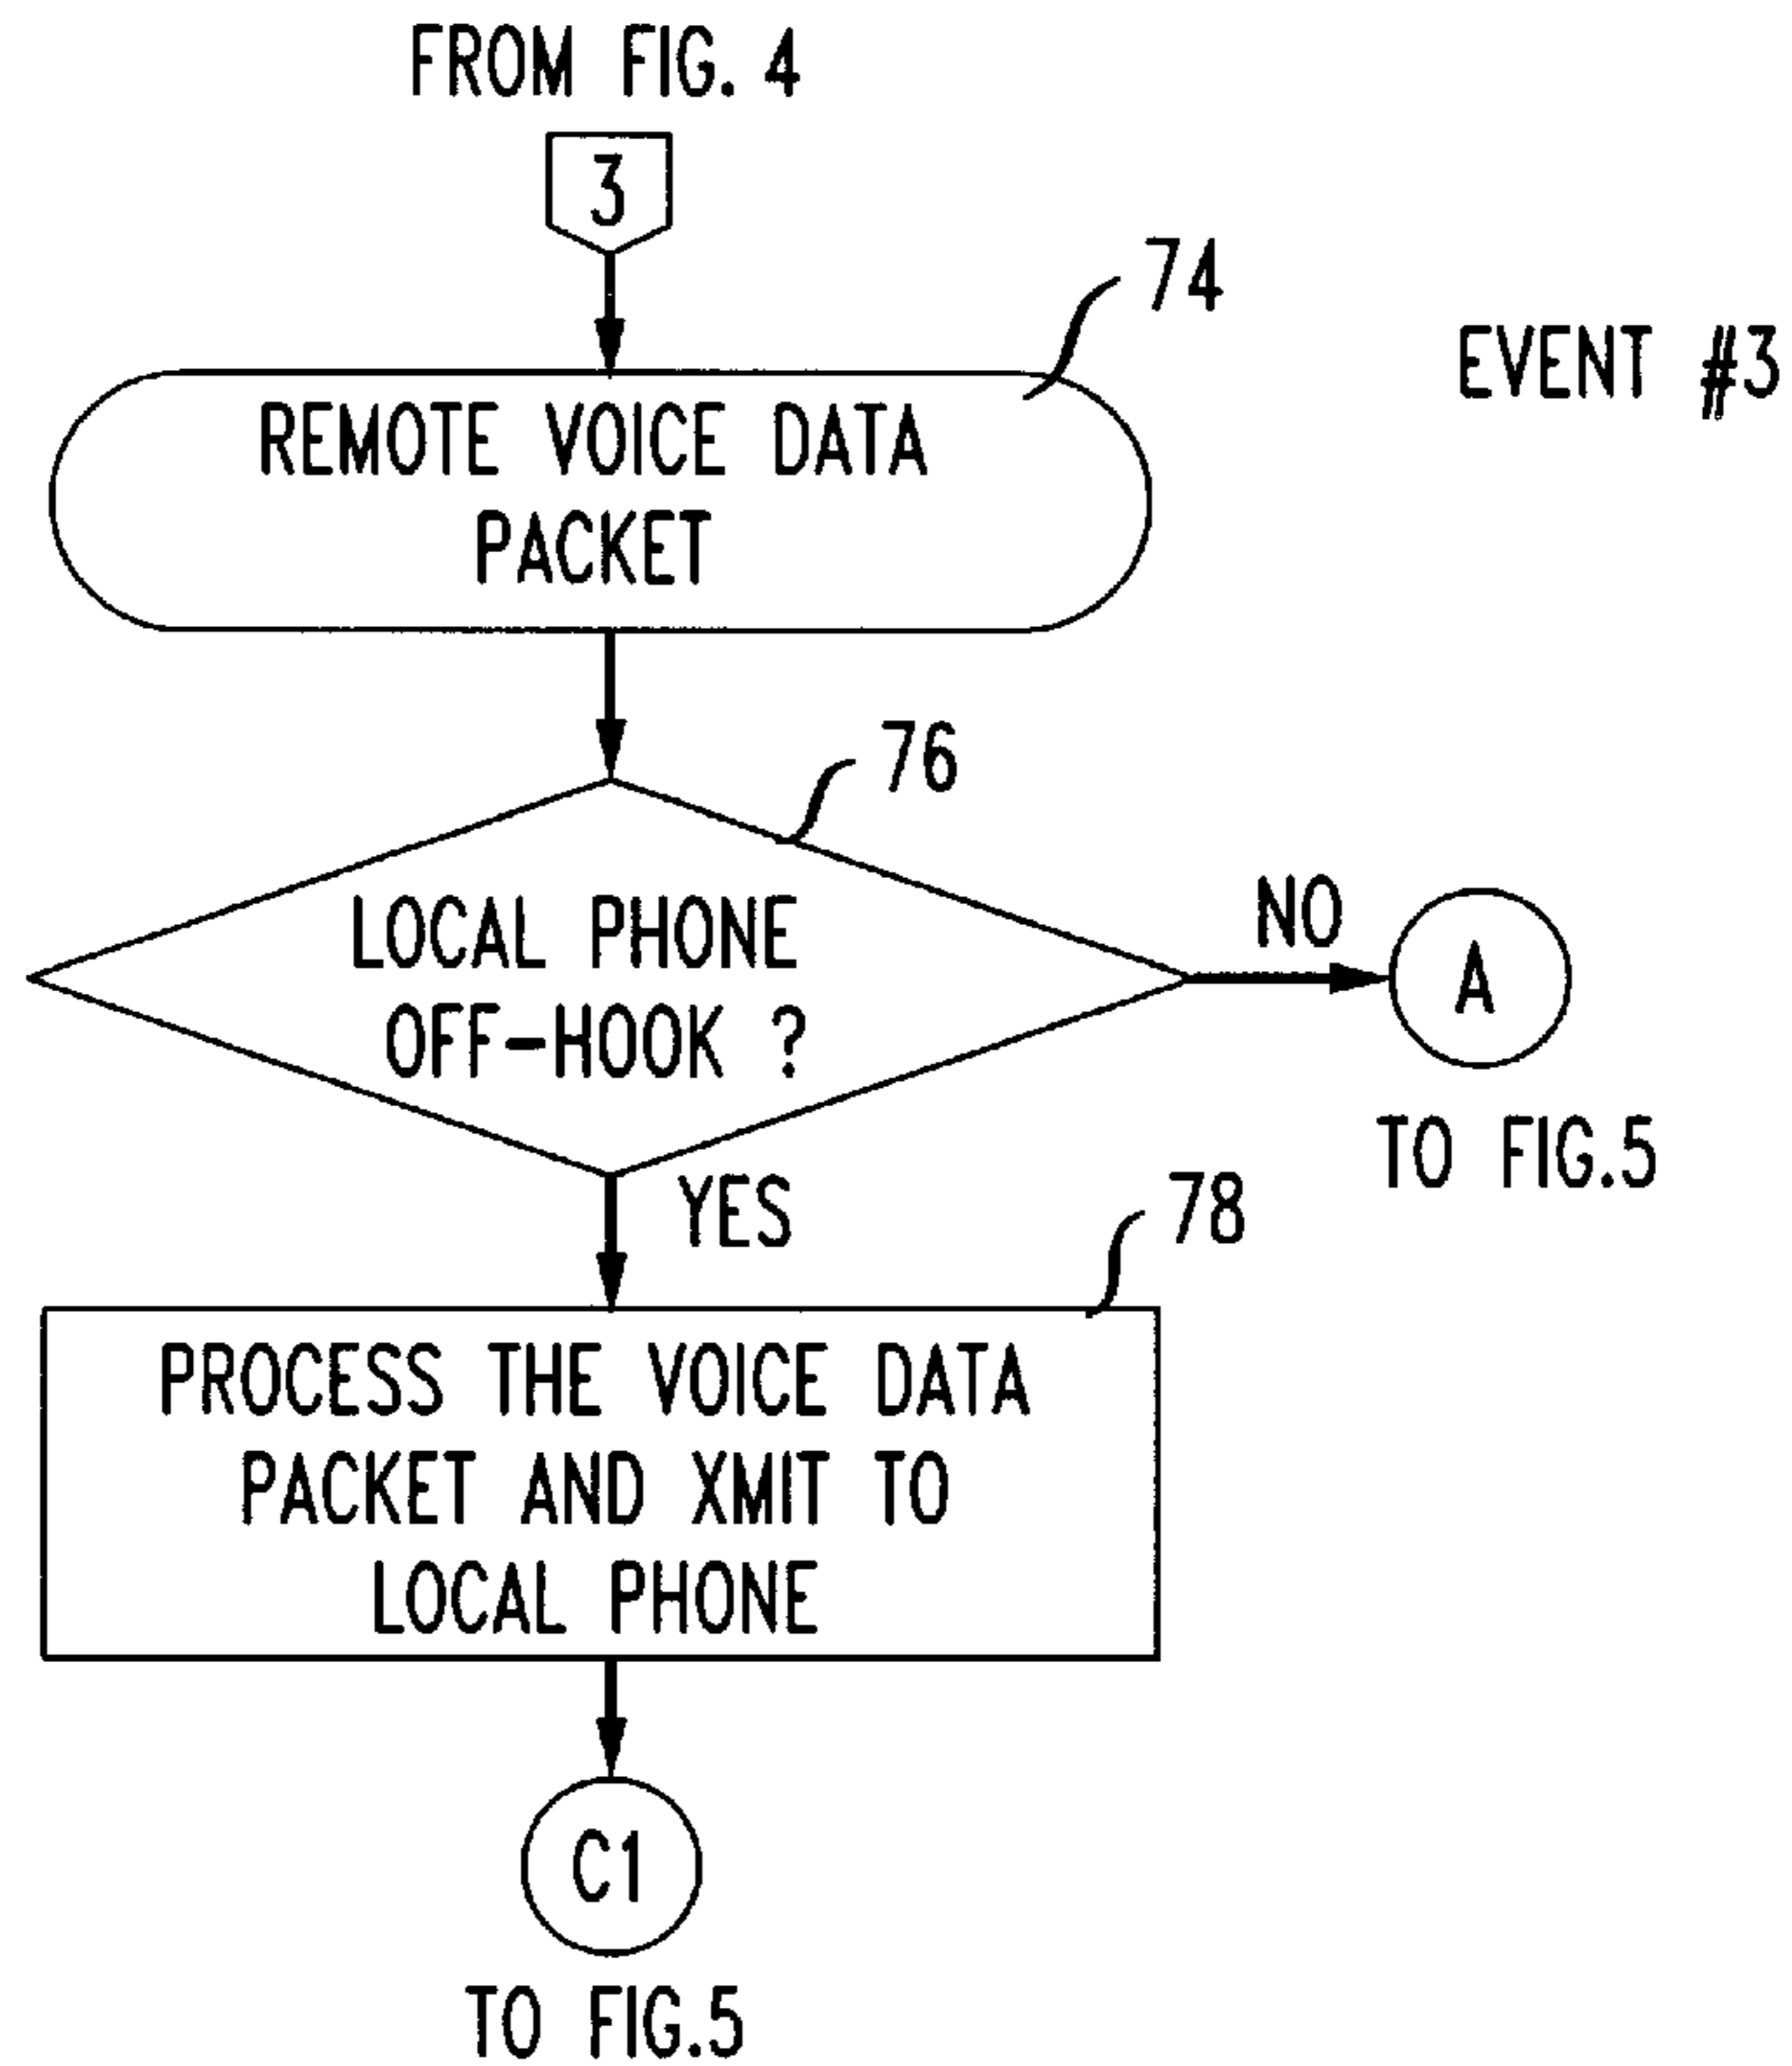 FROM FIG. 4
3
74
EVENT #3
REMOTE VOICE DATA
PACKET
76
LOCAL PHONE
OFF-HOOK ?
NO
A
TO FIG.5
YES
78
PROCESS THE VOICE DATA
PACKET AND XMIT TO
LOCAL PHONE
C1
TO FIG.5